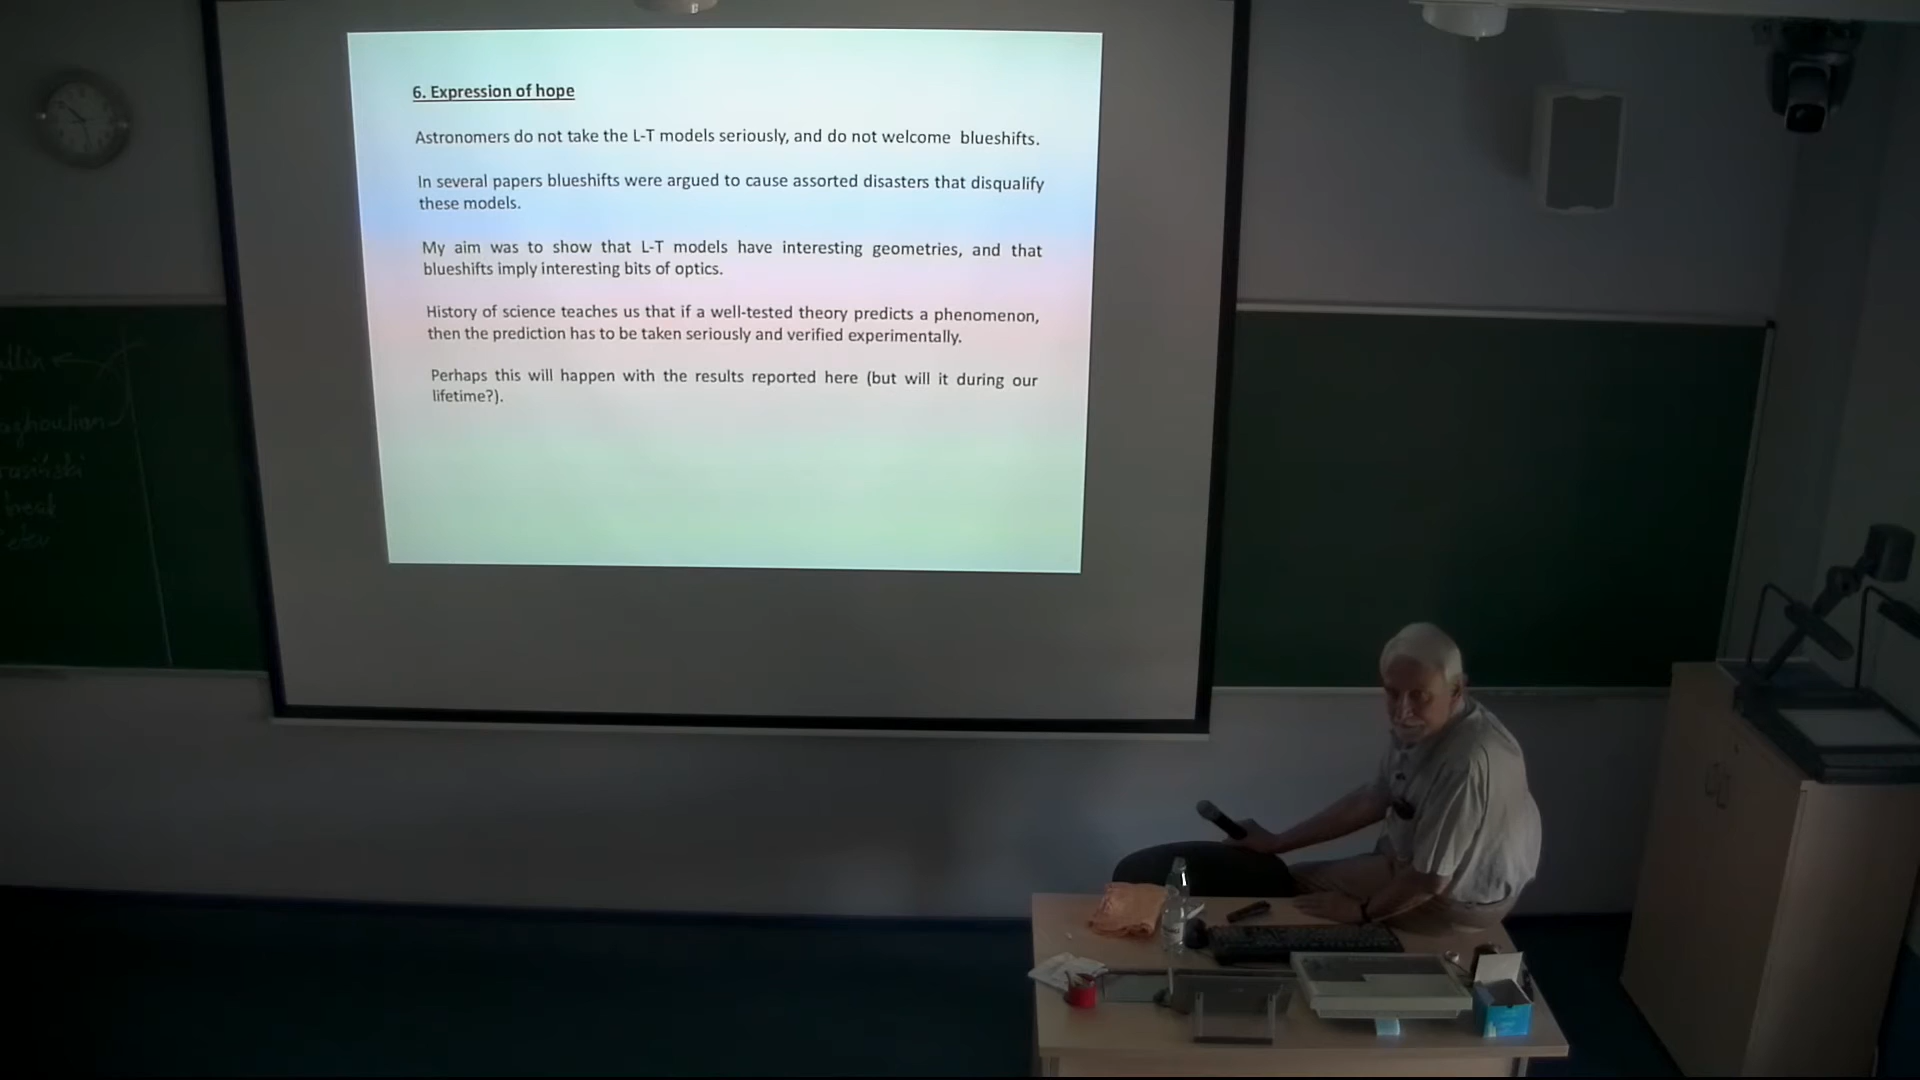 6. Expression of hope
Astronomers do not take the L-T models seriously, and do not welcome blueshifts.
In several papers blueshifts were argued to cause assorted disasters that disqualify
these models.
My aim was to show that L-T models have interesting geometries, and that
blueshifts imply interesting bits of optics.
History of science teaches us that if a well-tested theory predicts a phenomenon,
then the prediction has to be taken seriously and verified experimentally.
Perhaps this will happen with the results reported here (but will it during our
lifetime?).
break